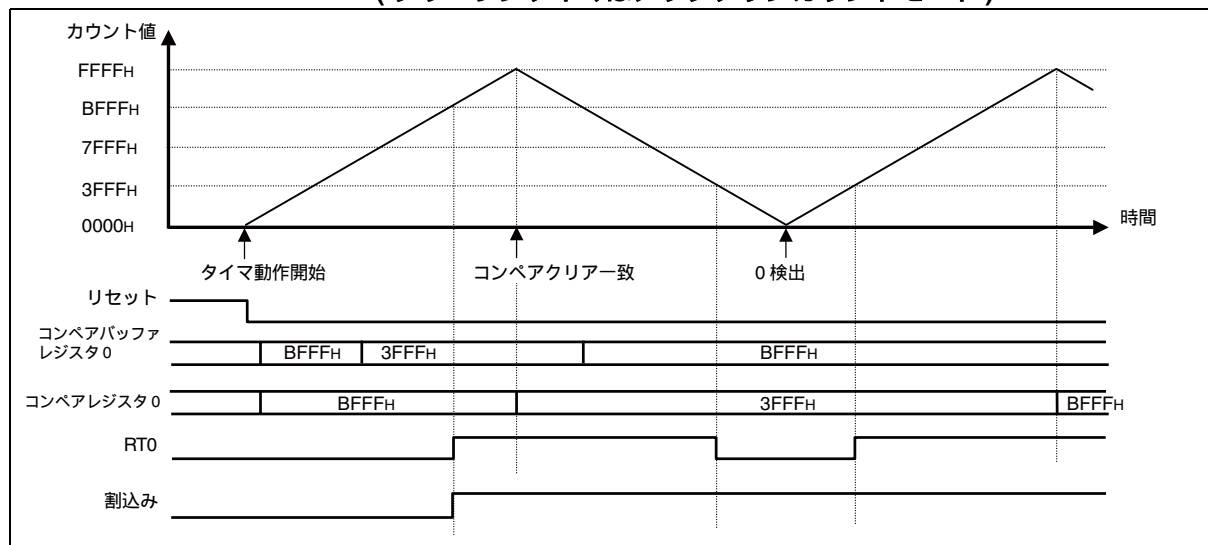 カウント値
FFFFH
BFFFH
7FFFH
3FFFH
0000H
時間
タイマ動作開始
コンペアクリア一致
0 検出
リセット
コンペアバッファ
レジスタ 0
BFFFH
3FFFH
BFFFH
コンペアレジスタ 0
BFFFH
3FFFH
BFFFH
RT0
割込み